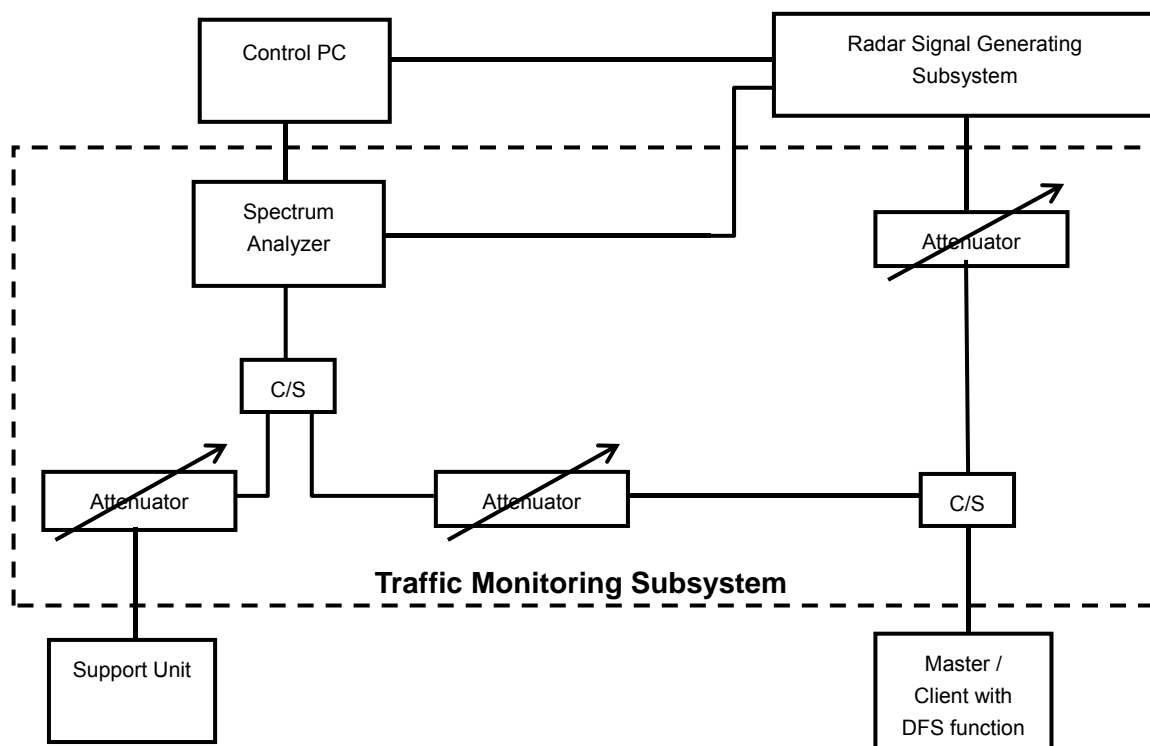 Control PC
Radar Signal Generating
Subsystem
Spectrum
Analyzer
Attenuator
C/S
Attenuator
Attenuator
C/S
Traffic Monitoring Subsystem
Support Unit
Master /
Client with
DFS function